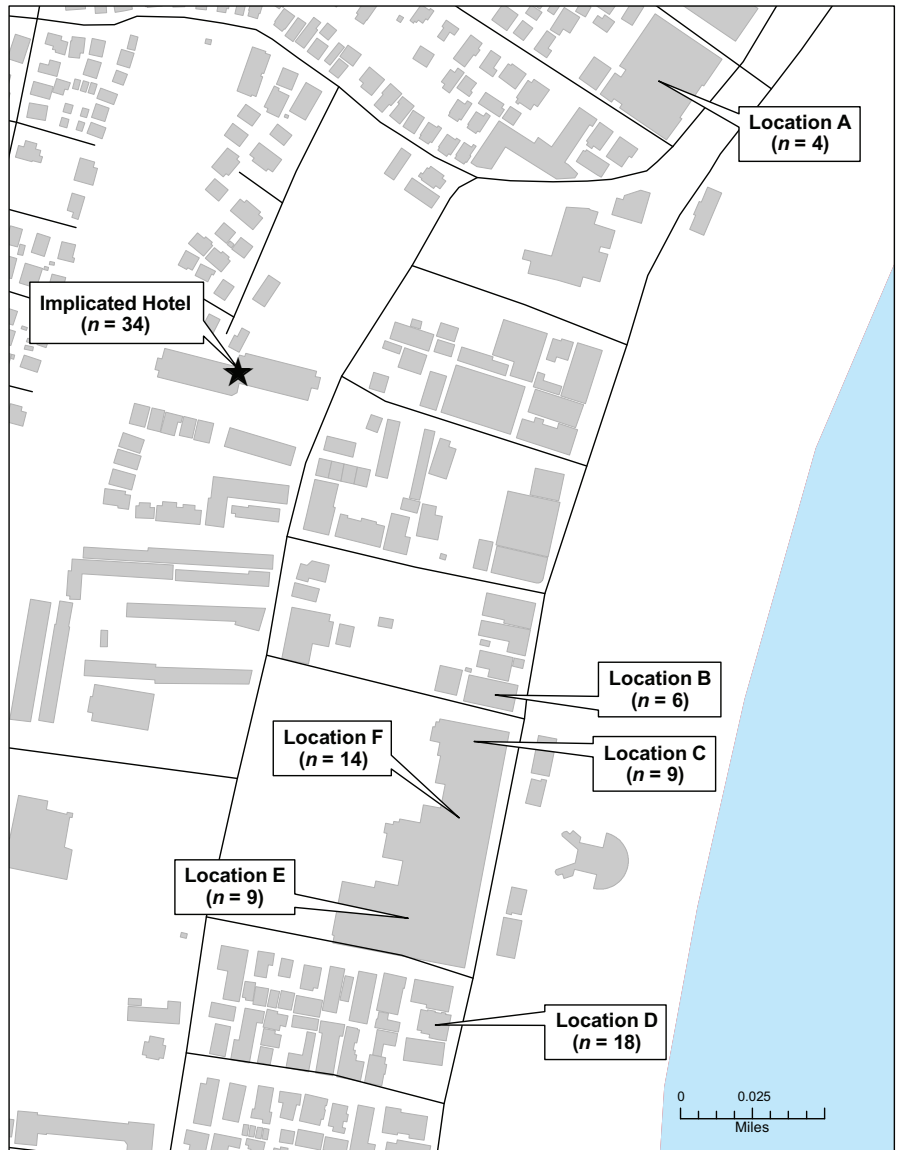 Location A
(n = 4)
Implicated Hotel
(n = 34)
Location B
(n = 6)
Location F
(n = 14)
Location C
(n = 9)
Location E
(n = 9)
Location D
(n = 18)
0 0.025
Miles